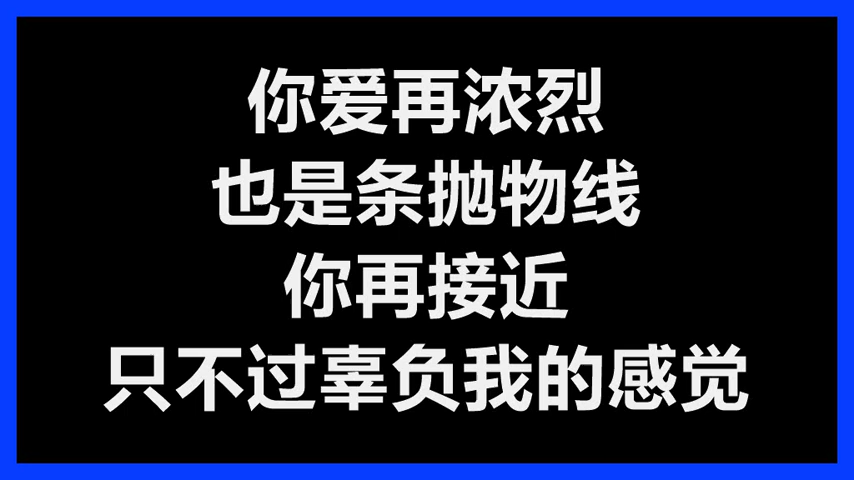 你爱再浓烈
也是条抛物线
你再接近
只不过辜负我的感觉